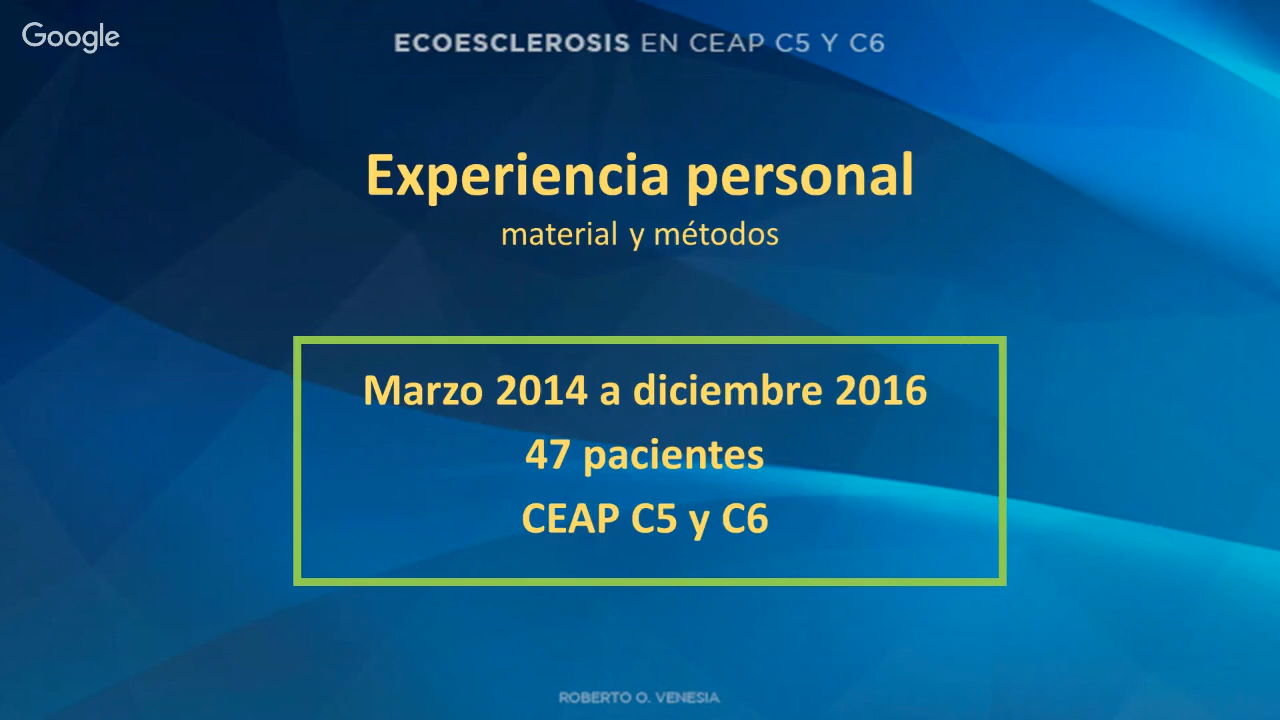 Google
ECOESCLEROSIS EN CEAP C5 Y C6
Experiencia personal
material y métodos
Marzo 2014 a diciembre 2016
47 pacientes
CEAP C5 y C6
ROBERTO O. VENESIA